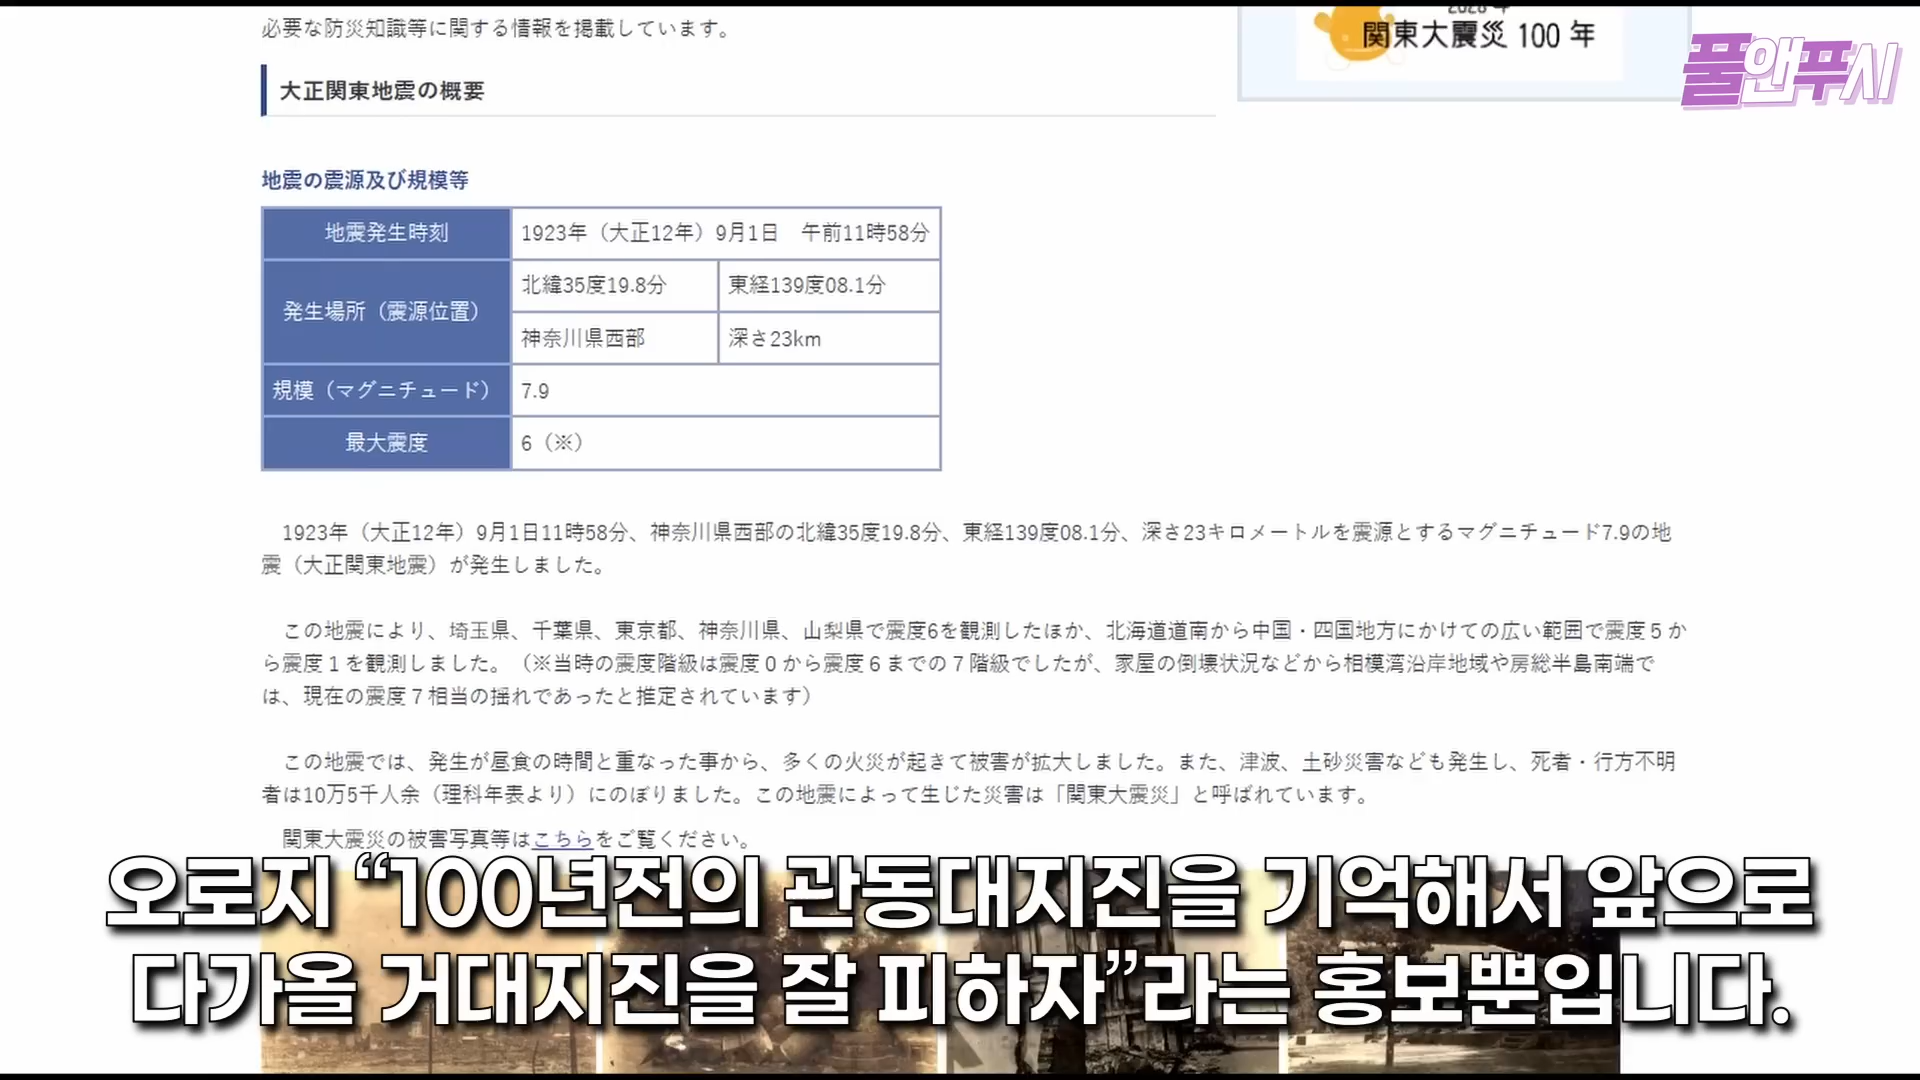 必要な防災知識等に関する情報を掲載しています。
関東大震災 100 年
풀앤푸시
大正関東地震の概要
地震の震源及び規模等
地震発生時刻 1923年（大正12年）9月1日　午前11時58分
発生場所（震源位置） 北緯35度19.8分 東経139度08.1分
神奈川県西部 深さ23km
規模（マグニチュード） 7.9
最大震度 6（※）
1923年（大正12年）9月1日11時58分、神奈川県西部の北緯35度19.8分、東経139度08.1分、深さ23キロメートルを震源とするマグニチュード7.9の地
震（大正関東地震）が発生しました。
この地震により、埼玉県、千葉県、東京都、神奈川県、山梨県で震度6を観測したほか、北海道道南から中国・四国地方にかけての広い範囲で震度５か
ら震度１を観測しました。（※当時の震度階級は震度０から震度６までの７階級でしたが、家屋の倒壊状況などから相模湾沿岸地域や房総半島南端で
は、現在の震度７相当の揺れであったと推定されています）
この地震では、発生が昼食の時間と重なった事から、多くの火災が起きて被害が拡大しました。また、津波、土砂災害なども発生し、死者・行方不明
者は10万5千人余（理科年表より）にのぼりました。この地震によって生じた災害は「関東大震災」と呼ばれています。
関東大震災の被害写真等はこちらをご覧ください。
오로지 “100년전의 관동대지진을 기억해서 앞으로
다가올 거대지진을 잘 피하자”라는 홍보뿐입니다.